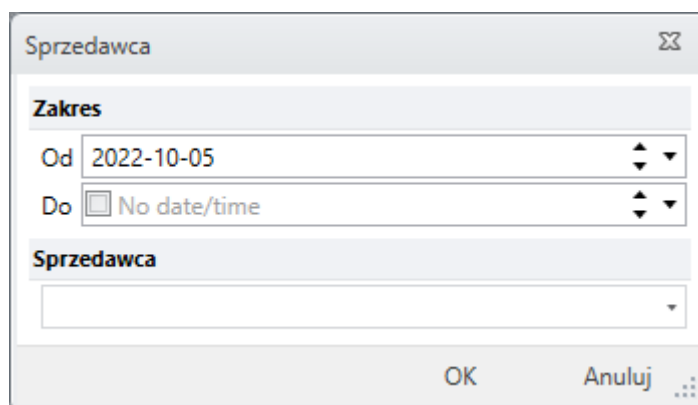 Sprzedawca
Zakres
Od 2022-10-05
Do No date/time
Sprzedawca
OK Anuluj